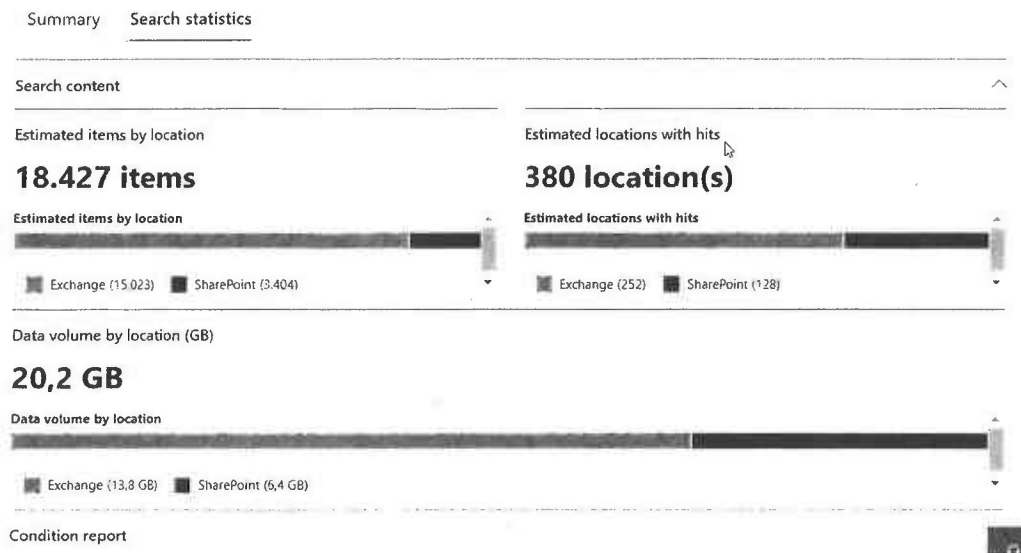 Summary Search statistics
Search content
Estimated items by location
18.427 items
Estimated items by location
Exchange (15.023) SharePoint (3.404)
Estimated locations with hits
380 location(s)
Estimated locations with hits
Exchange (252) SharePoint (128)
Data volume by location (GB)
20,2 GB
Data volume by location
Exchange (13,8 GB) SharePoint (6,4 GB)
Condition report